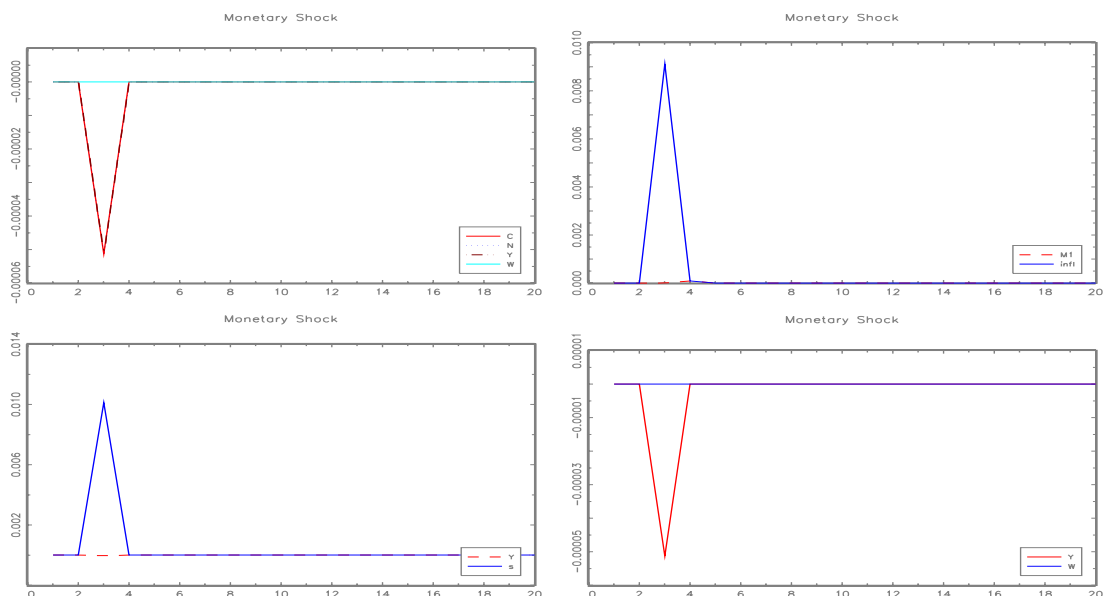 Monetary Shock
-0.00000
-0.00002
-0.00004
-0.00006
C
N
Y
W
0 2 4 6 8 10 12 14 16 18 20
Monetary Shock
0.010
0.008
0.006
0.004
0.002
0.000
M1
infl
0 2 4 6 8 10 12 14 16 18 20
Monetary Shock
0.014
0.010
0.006
0.002
Y
s
0 2 4 6 8 10 12 14 16 18 20
Monetary Shock
0.00001
-0.00001
-0.00003
-0.00005
Y
W
0 2 4 6 8 10 12 14 16 18 20